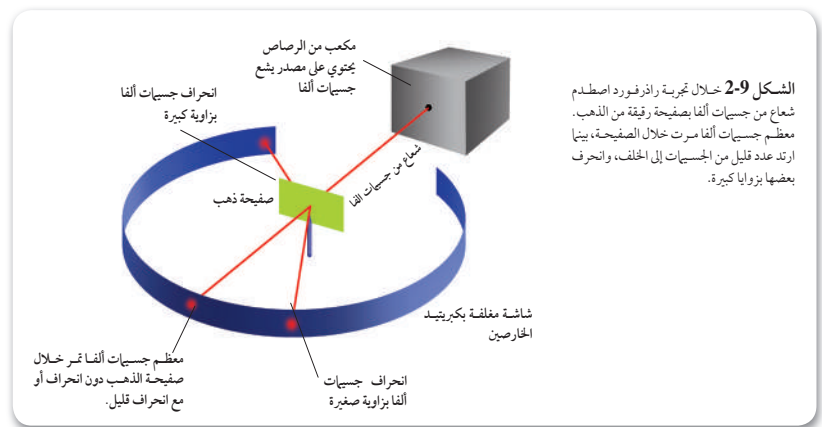 الشكل 9-2 خلال تجربة راذرفورد اصطدم
شعاع من جسيمات ألفا بصفيحة رقيقة من الذهب.
معظم جسيمات ألفا مرت خلال الصفيحة، بينما
ارتد عدد قليل من الجسيمات إلى الخلف، وانحرف
بعضها بزوايا كبيرة.
مكعب من الرصاص
يحتوي على مصدر يشع
جسيمات ألفا
انحراف جسيمات ألفا
بزاوية كبيرة
شعاع من جسيمات الفا
صفيحة ذهب
شاشة مغلفة بكبريتيد
الخارصين
معظم جسيمات ألفا تمر خلال
صفيحة الذهب دون انحراف أو
مع انحراف قليل.
انحراف جسيمات
ألفا بزاوية صغيرة